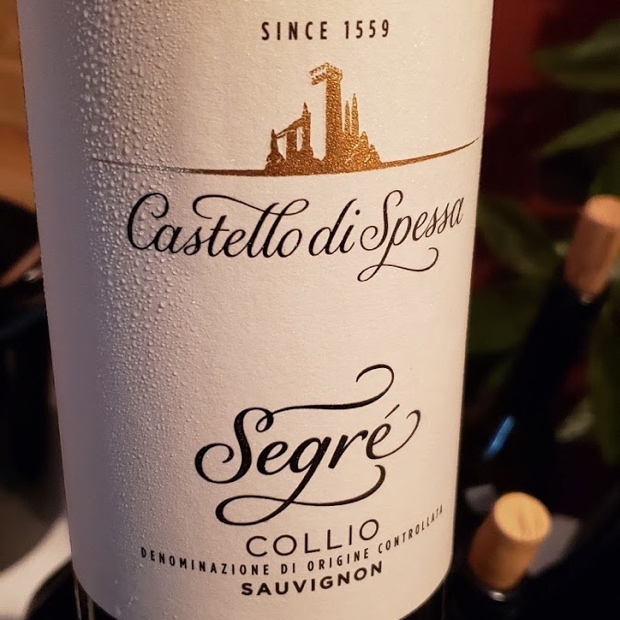 SINCE 1559
Castello di Spessa
Segré
COLLIO
DENOMINAZIONE DI ORIGINE CONTROLLATA
SAUVIGNON